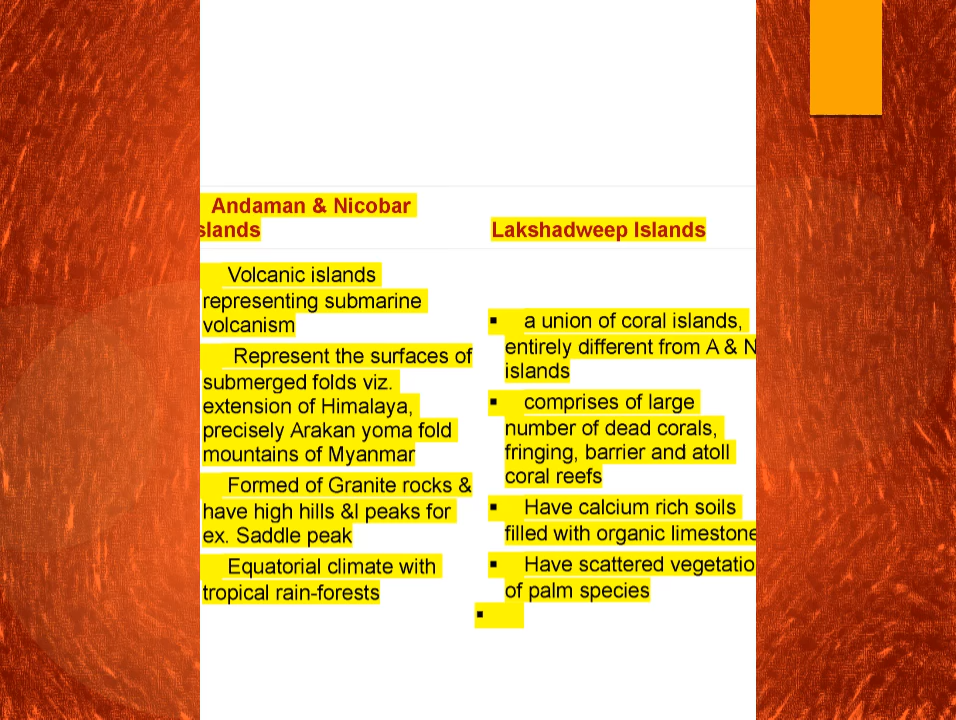 Andaman & Nicobar
slands
Volcanic islands
representing submarine
volcanism
Represent the surfaces of
submerged folds viz.
extension of Himalaya,
precisely Arakan yoma fold
mountains of Myanmar
Formed of Granite rocks &
have high hills &l peaks for
ex. Saddle peak
Equatorial climate with
tropical rain-forests
Lakshadweep Islands
▪ a union of coral islands,
entirely different from A & N
islands
▪ comprises of large
number of dead corals,
fringing, barrier and atoll
coral reefs
▪ Have calcium rich soils
filled with organic limestone
▪ Have scattered vegetatio
of palm species
▪